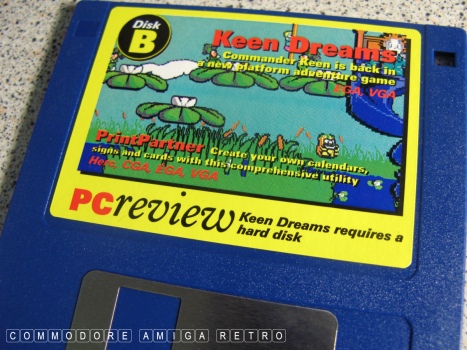 Disk
B
Keen Dreams
Commander Keen is back in
a new platform adventure game
EGA, VGA
PrintPartner Create your own calendars,
signs and cards with this comprehensive utility
Herc, CGA, EGA, VGA
PCreview Keen Dreams requires a
hard disk
COMMODORE AMIGA RETRO